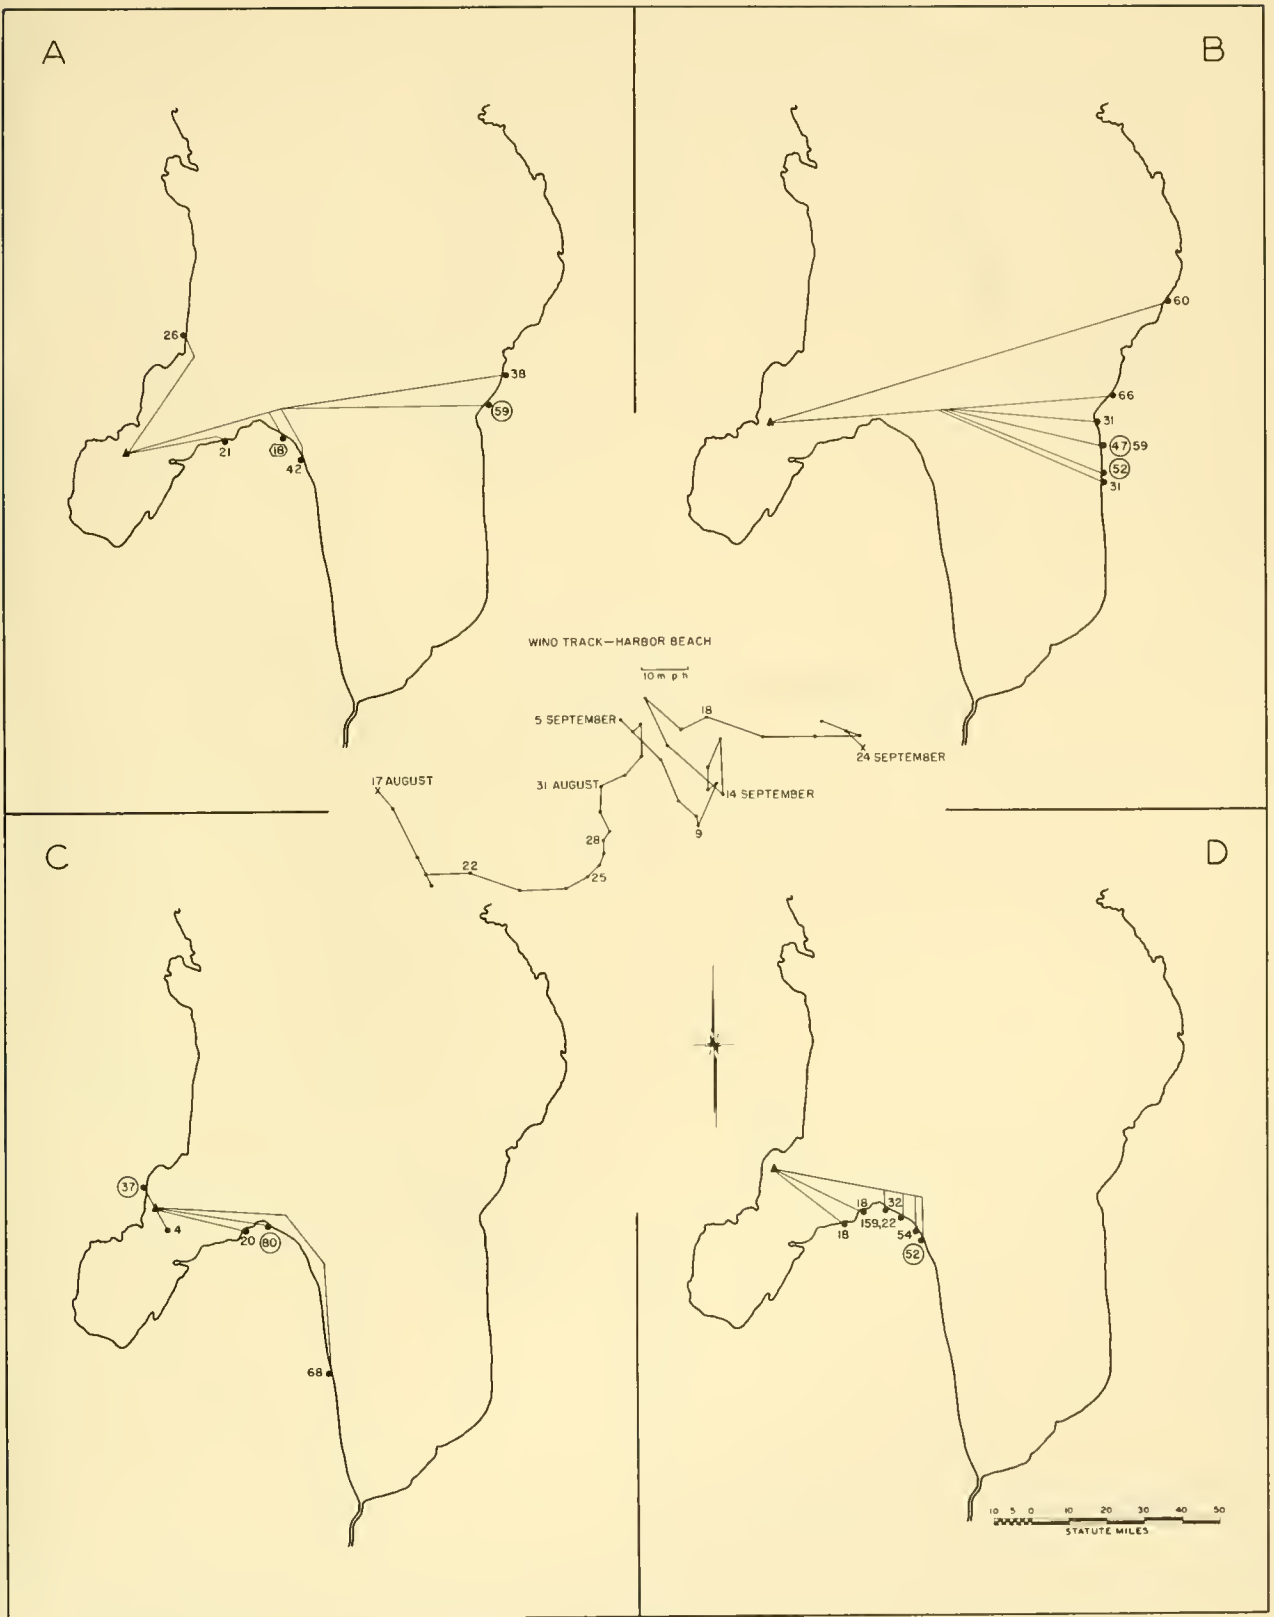 A
B
26
38
59
21
18
42
60
66
31
47 59
52
31
WIND TRACK—HARBOR BEACH
10 m p h
18
5 SEPTEMBER
24 SEPTEMBER
17 AUGUST
31 AUGUST
14 SEPTEMBER
9
28
22
25
C
D
37
4
20 80
68
18
32
159,22
18
54
52
10 5 0 10 20 30 40 50
STATUTE MILES